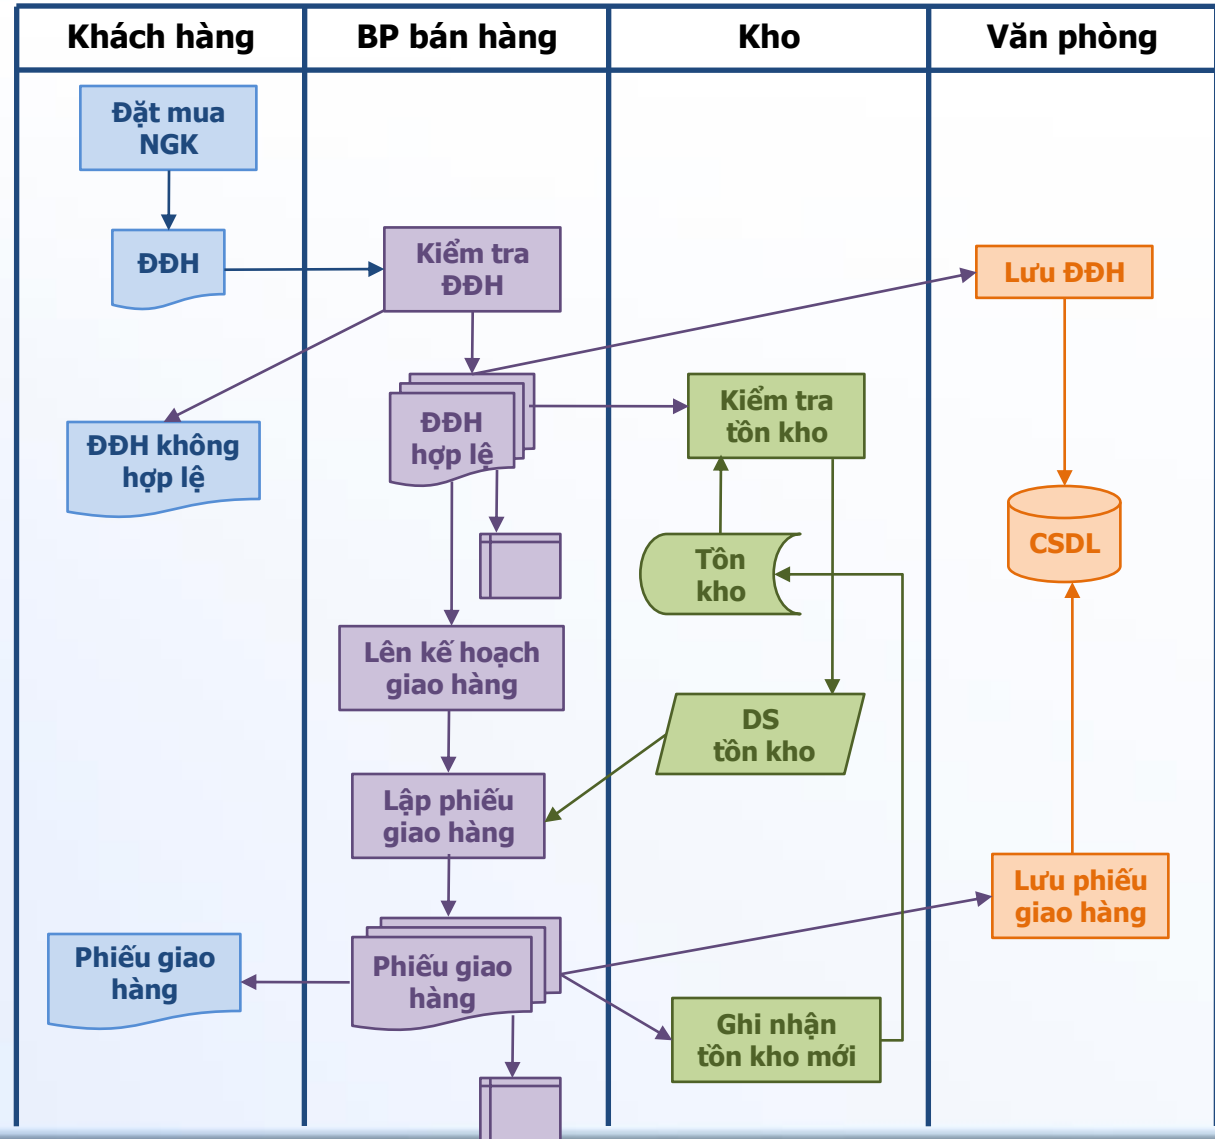 Khách hàng
BP bán hàng
Kho
Văn phòng
Đặt mua
NGK
ĐĐH
Kiểm tra
ĐĐH
Lưu ĐĐH
ĐĐH không
hợp lệ
ĐĐH
hợp lệ
Kiểm tra
tồn kho
CSDL
Tồn
kho
Lên kế hoạch
giao hàng
DS
tồn kho
Lập phiếu
giao hàng
Lưu phiếu
giao hàng
Phiếu giao
hàng
Phiếu giao
hàng
Ghi nhận
tồn kho mới